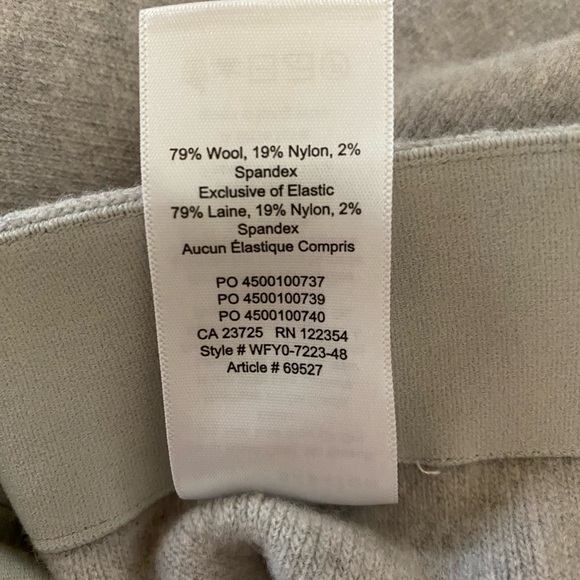 79% Wool, 19% Nylon, 2%
Spandex
Exclusive of Elastic
79% Laine, 19% Nylon, 2%
Spandex
Aucun Élastique Compris
PO 4500100737
PO 4500100739
PO 4500100740
CA 23725 RN 122354
Style # WFY0-7223-48
Article # 69527